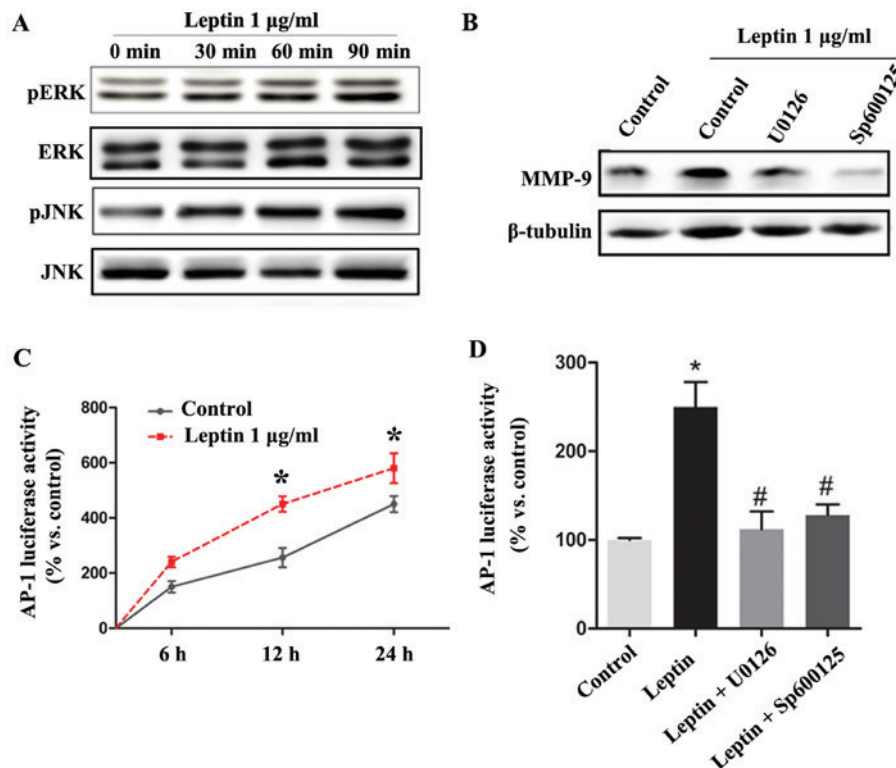 A
Leptin 1 μg/ml
0 min 30 min 60 min 90 min
pERK
ERK
pJNK
JNK
B
Leptin 1 μg/ml
Control Control U0126 Sp600125
MMP-9
β-tubulin
C
AP-1 luciferase activity
(% vs. control)
800
600
400
200
0
Control
Leptin 1 μg/ml
* *
6 h 12 h 24 h
D
AP-1 luciferase activity
(% vs. control)
300
200
100
0
*
# #
Control Leptin Leptin + U0126 Leptin + Sp600125